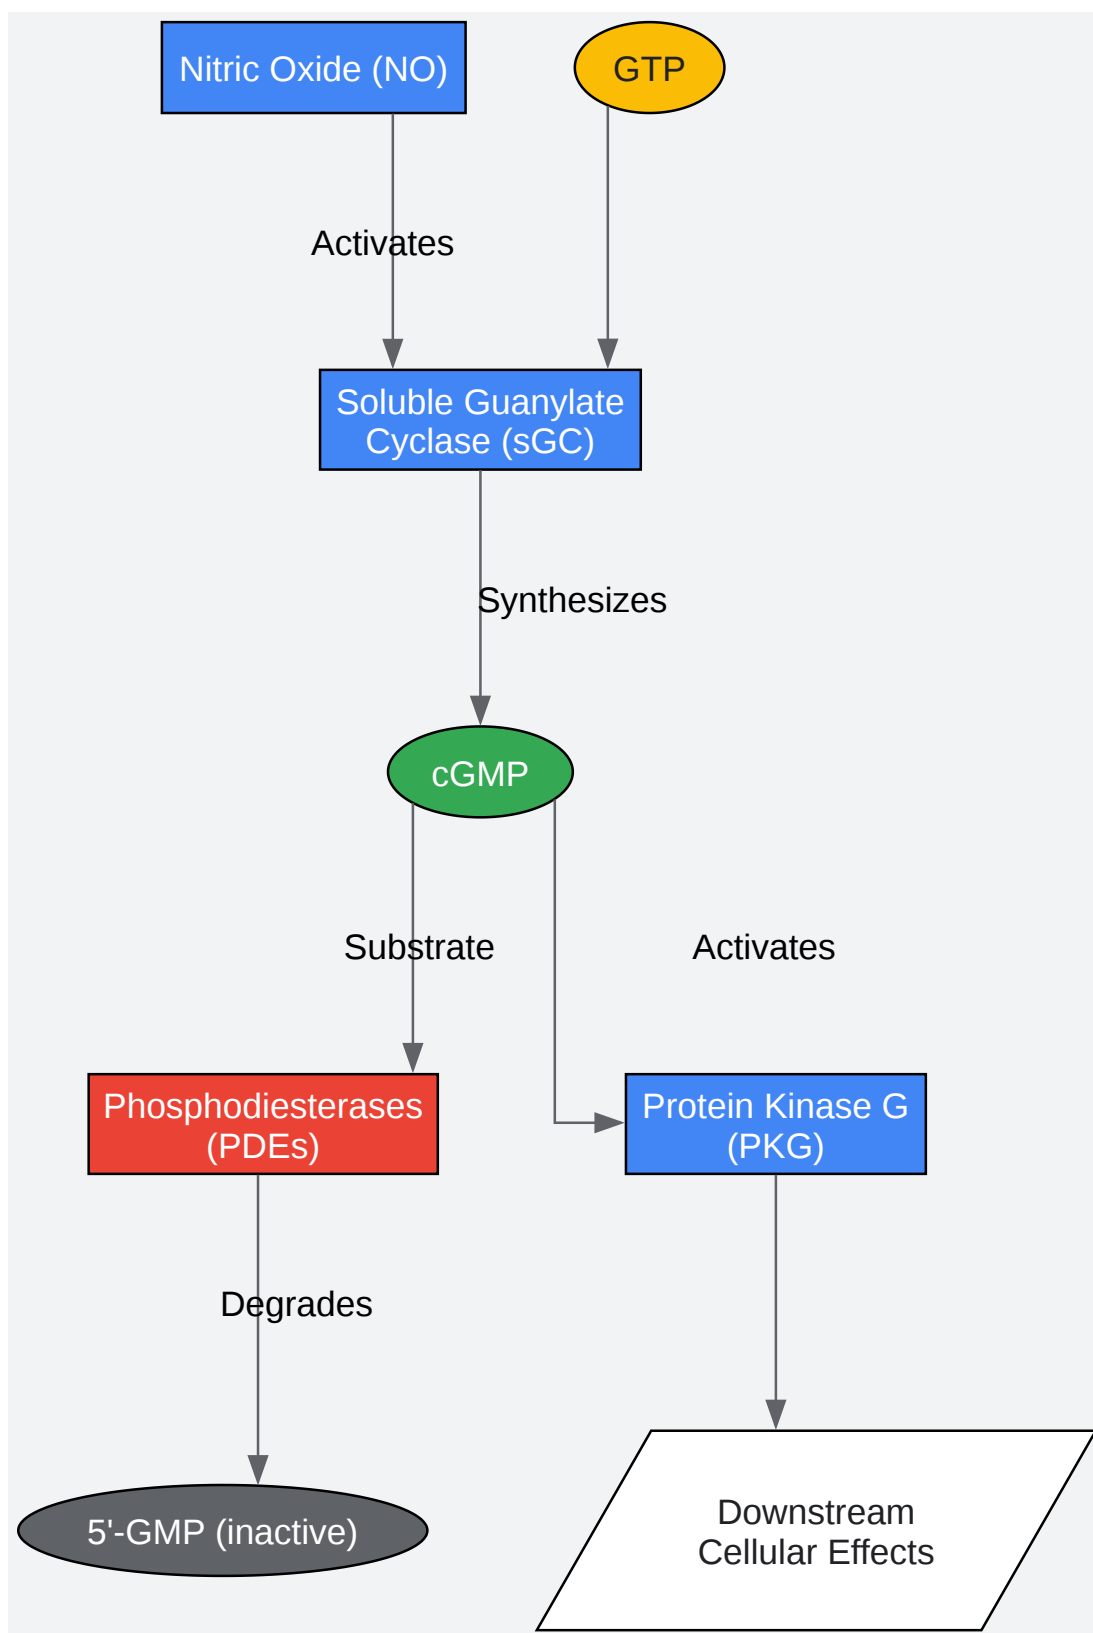 Nitric Oxide (NO)
GTP
Activates
Soluble Guanylate
Cyclase (sGC)
Synthesizes
cGMP
Substrate
Activates
Phosphodiesterases
(PDEs)
Protein Kinase G
(PKG)
Degrades
5'-GMP (inactive)
Downstream
Cellular Effects